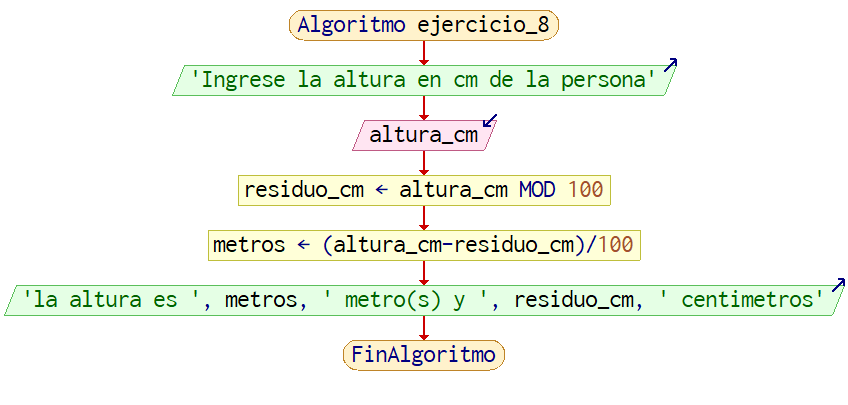 Algoritmo ejercicio_8
'Ingrese la altura en cm de la persona'
altura_cm
residuo_cm ← altura_cm MOD 100
metros ← (altura_cm-residuo_cm)/100
'la altura es ', metros, ' metro(s) y ', residuo_cm, ' centimetros'
FinAlgoritmo